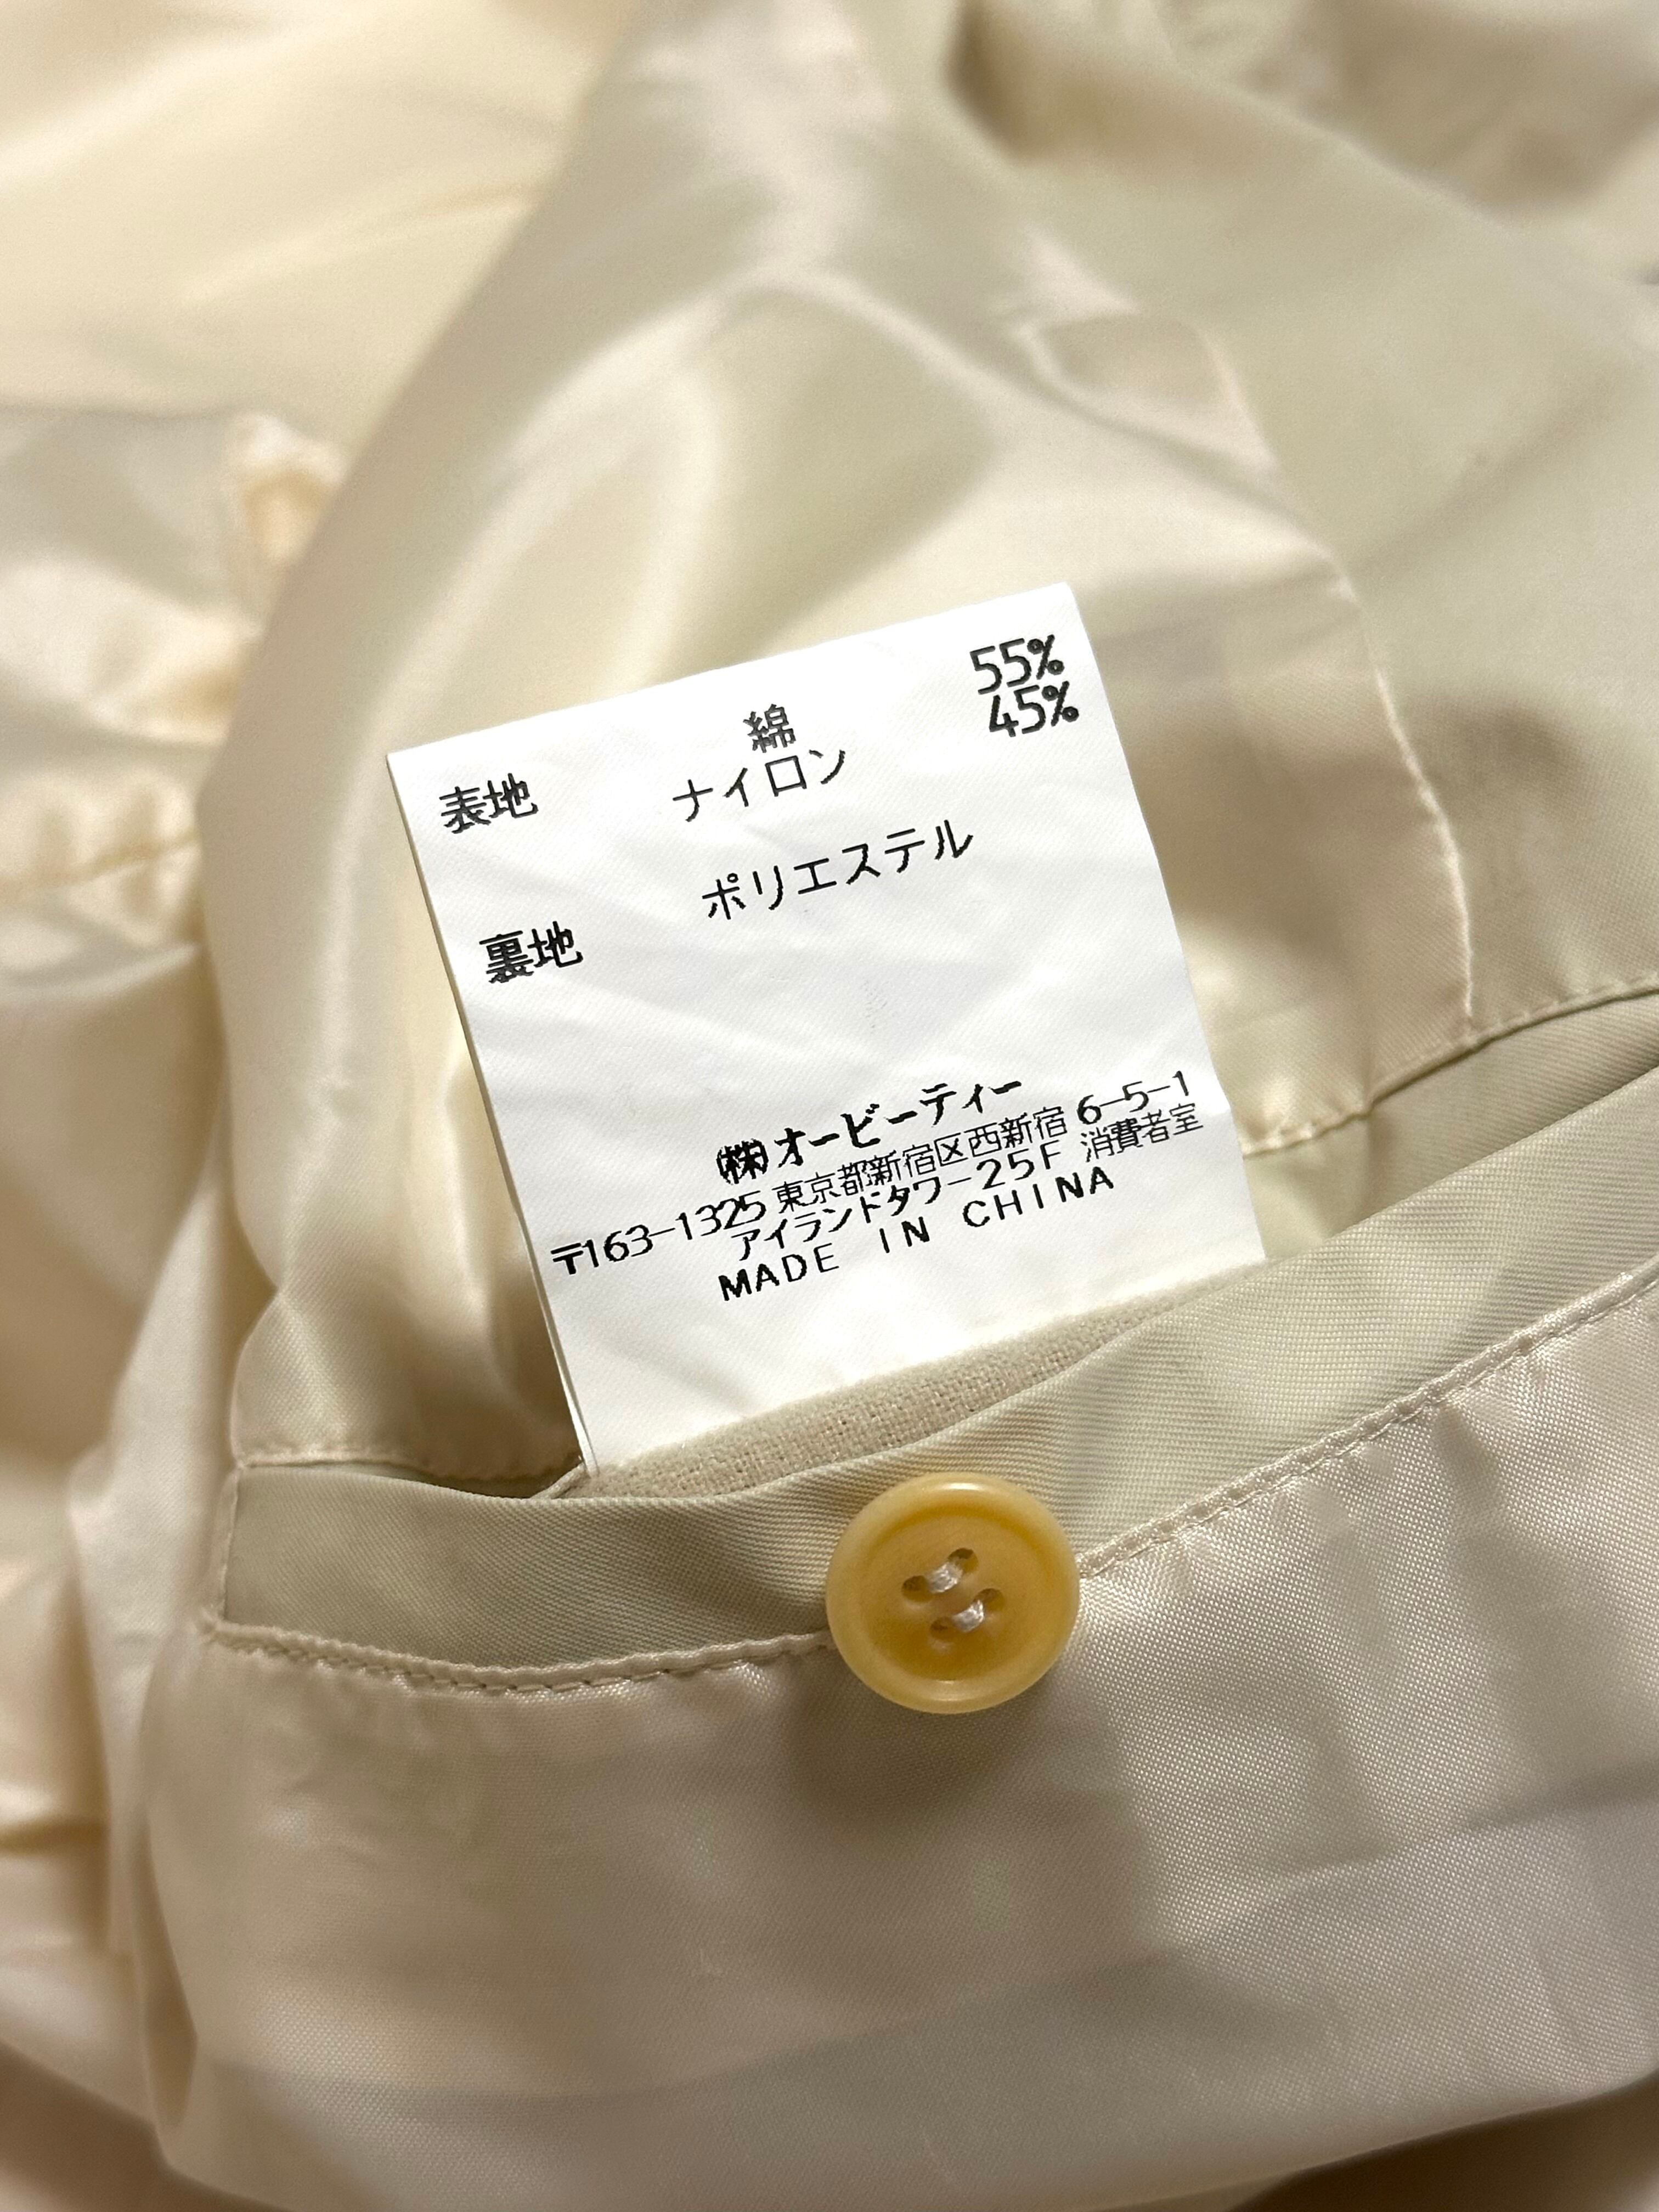 表地 綿 55%
ナイロン 45%
裏地 ポリエステル
㈱オービーティー
〒163-1325 東京都新宿区西新宿 6-5-1
アイランドタワー25F 消費者室
MADE IN CHINA